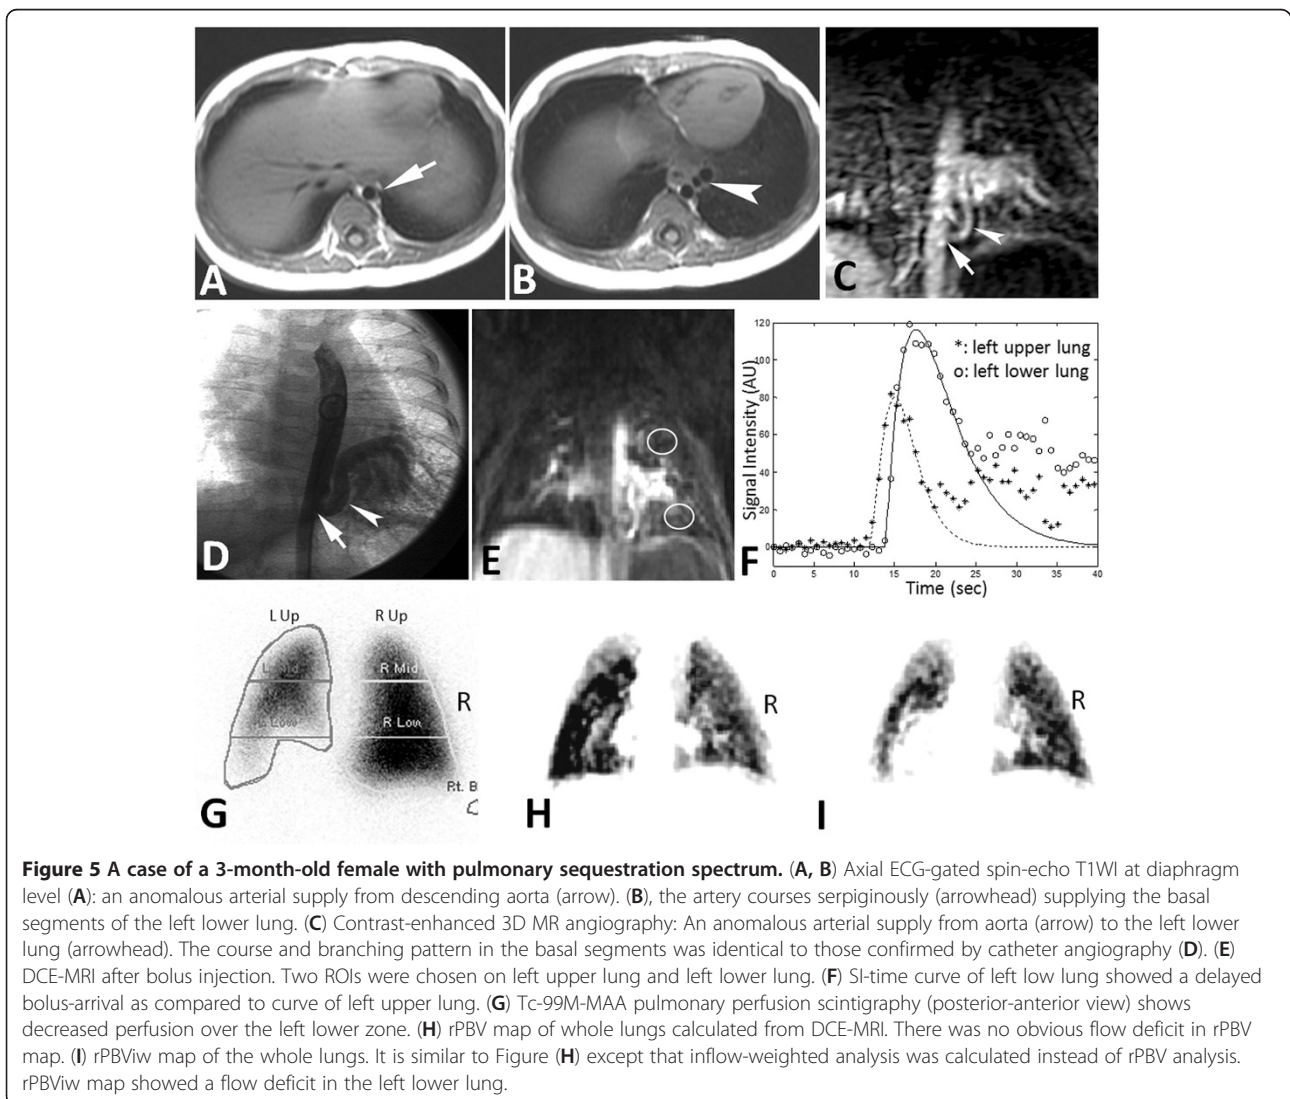 A
B
C
D
E
F
120
100
80
60
40
20
0
*: left upper lung
o: left lower lung
Signal Intensity (AU)
0 5 10 15 20 25 30 35 40
Time (sec)
L Up R Up
R Mid
R Low
R
Rt. B
G
R
H
R
I
Figure 5 A case of a 3-month-old female with pulmonary sequestration spectrum. (A, B) Axial ECG-gated spin-echo T1WI at diaphragm
level (A): an anomalous arterial supply from descending aorta (arrow). (B), the artery courses serpiginously (arrowhead) supplying the basal
segments of the left lower lung. (C) Contrast-enhanced 3D MR angiography: An anomalous arterial supply from aorta (arrow) to the left lower
lung (arrowhead). The course and branching pattern in the basal segments was identical to those confirmed by catheter angiography (D). (E)
DCE-MRI after bolus injection. Two ROIs were chosen on left upper lung and left lower lung. (F) SI-time curve of left low lung showed a delayed
bolus-arrival as compared to curve of left upper lung. (G) Tc-99M-MAA pulmonary perfusion scintigraphy (posterior-anterior view) shows
decreased perfusion over the left lower zone. (H) rPBV map of whole lungs calculated from DCE-MRI. There was no obvious flow deficit in rPBV
map. (I) rPBViw map of the whole lungs. It is similar to Figure (H) except that inflow-weighted analysis was calculated instead of rPBV analysis.
rPBViw map showed a flow deficit in the left lower lung.